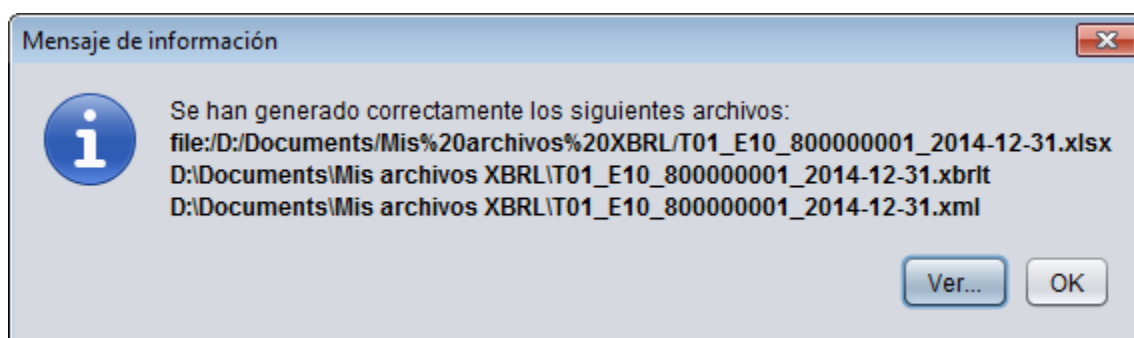 Mensaje de información
Se han generado correctamente los siguientes archivos:
file:/D:/Documents/Mis%20archivos%20XBRL/T01_E10_800000001_2014-12-31.xlsx
D:\Documents\Mis archivos XBRL\T01_E10_800000001_2014-12-31.xbrlt
D:\Documents\Mis archivos XBRL\T01_E10_800000001_2014-12-31.xml
Ver... OK